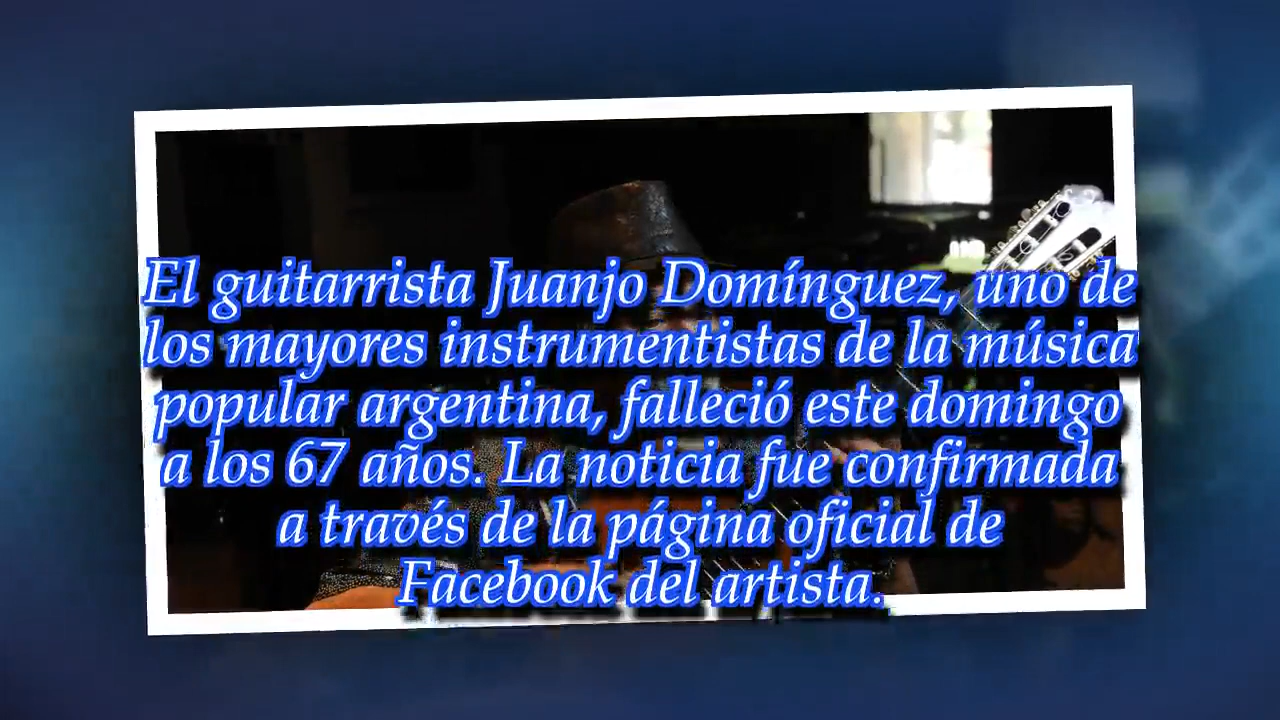 El guitarrista Juanjo Domínguez, uno de
los mayores instrumentistas de la música
popular argentina, falleció este domingo
a los 67 años. La noticia fue confirmada
a través de la página oficial de
Facebook del artista.